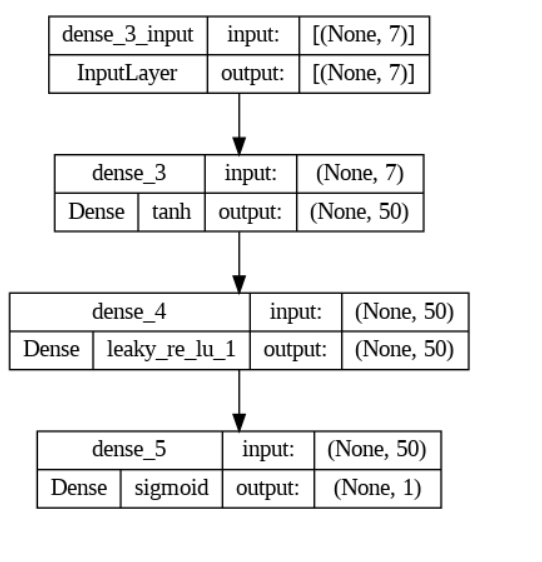 dense_3_input input: [(None, 7)]
InputLayer output: [(None, 7)]
dense_3 input: (None, 7)
Dense tanh output: (None, 50)
dense_4 input: (None, 50)
Dense leaky_re_lu_1 output: (None, 50)
dense_5 input: (None, 50)
Dense sigmoid output: (None, 1)